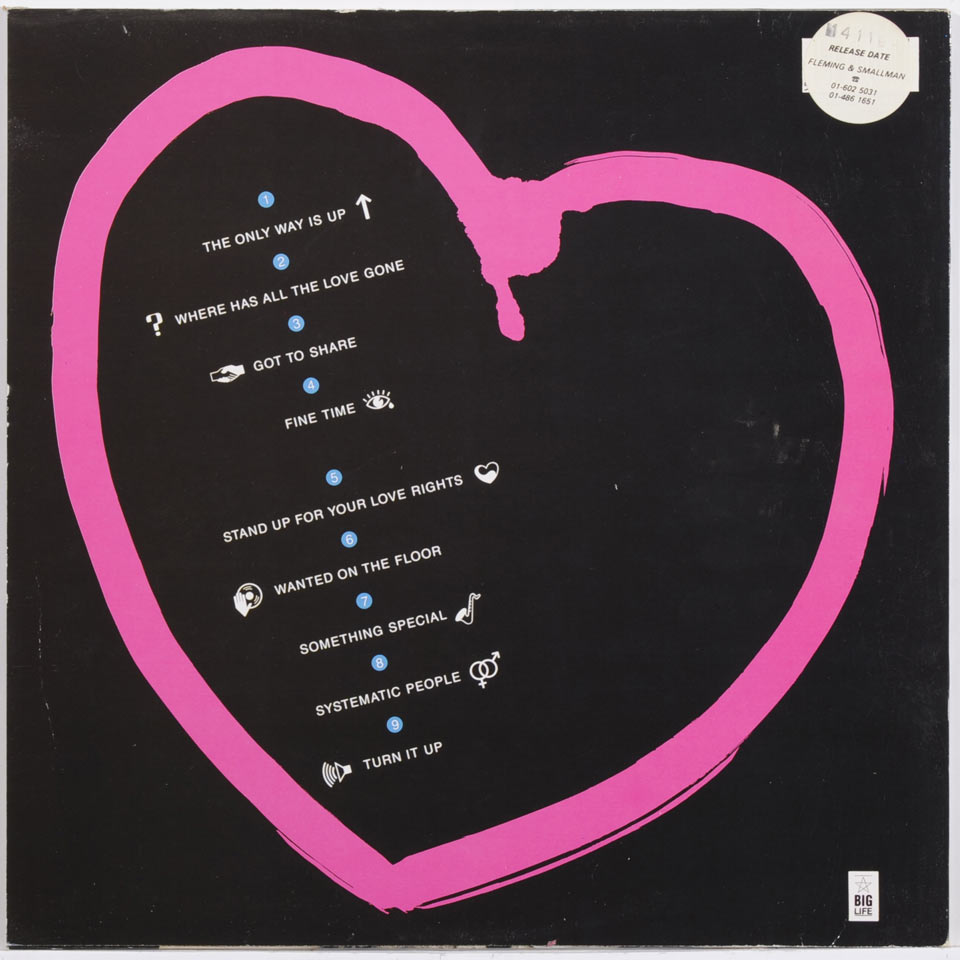 RELEASE DATE
FLEMING & SMALLMAN
01-602 5031
01-486 1651
1
THE ONLY WAY IS UP
2
? WHERE HAS ALL THE LOVE GONE
3
GOT TO SHARE
4
FINE TIME
5
STAND UP FOR YOUR LOVE RIGHTS
6
WANTED ON THE FLOOR
7
SOMETHING SPECIAL
8
SYSTEMATIC PEOPLE
9
TURN IT UP
BIG
LIFE